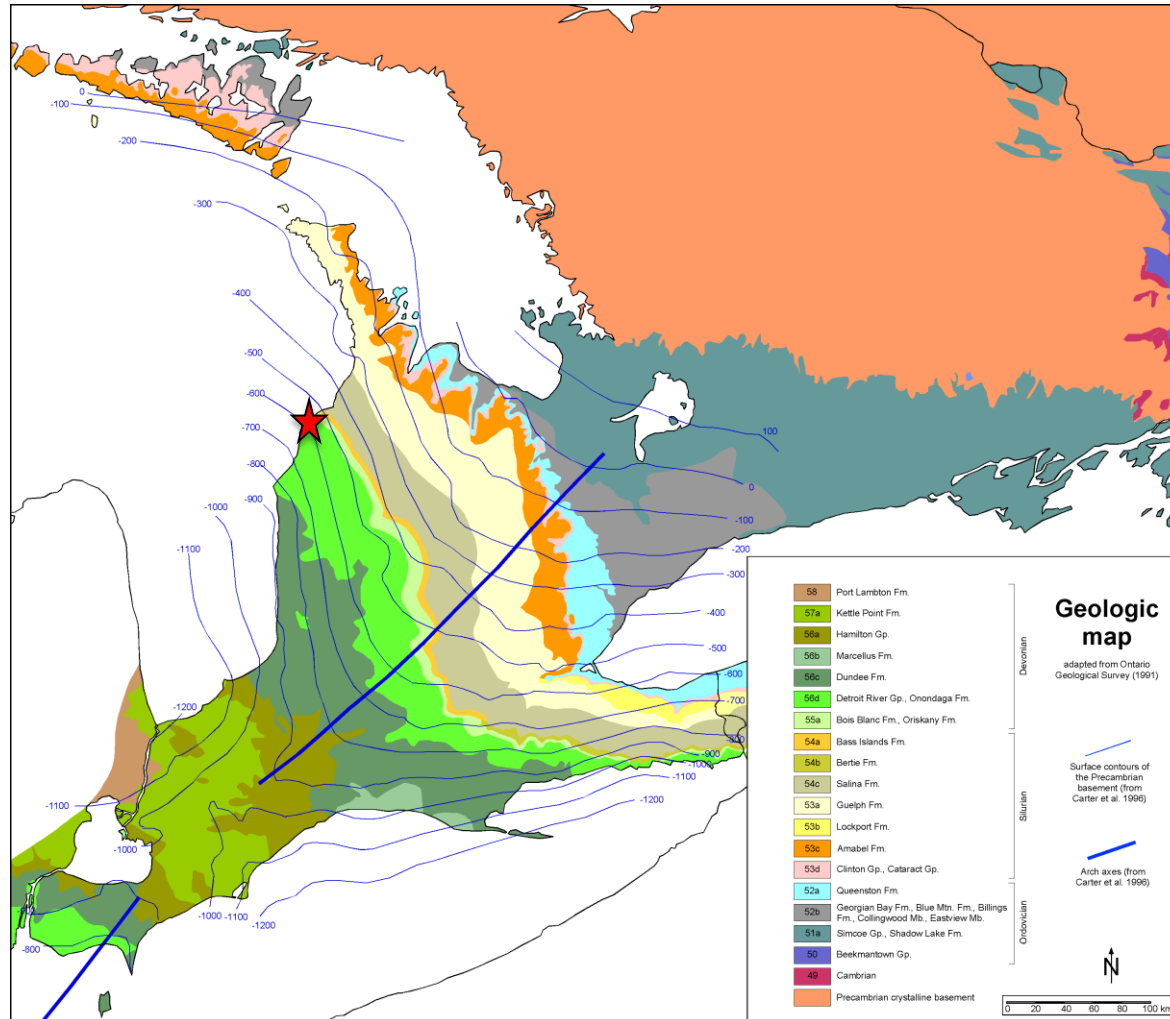 0
-100
-200
-300
-400
-500
-600
-700
-800
-900
-1000
-1100
100
0
-100
-200
-300
-400
-500
-600
-700
-800
-900
-1000
-1100
-1200
-1200
-1100
-1000
-800
-1000
-1100
-1200
Geologic
map
adapted from Ontario
Geological Survey (1991)
58 Port Lambton Fm.
57a Kettle Point Fm.
56a Hamilton Gp.
56b Marcellus Fm.
56c Dundee Fm.
56d Detroit River Gp., Onondaga Fm.
55a Bois Blanc Fm., Oriskany Fm.
54a Bass Islands Fm.
54b Bertie Fm.
54c Salina Fm.
53a Guelph Fm.
53b Lockport Fm.
53c Amabel Fm.
53d Clinton Gp., Cataract Gp.
52a Queenston Fm.
52b Georgian Bay Fm., Blue Mtn. Fm., Billings
Fm., Collingwood Mb., Eastview Mb.
51a Simcoe Gp., Shadow Lake Fm.
50 Beekmantown Gp.
49 Cambrian
Precambrian crystalline basement
Devonian
Silurian
Ordovician
Surface contours of
the Precambrian
basement (from
Carter et al. 1996)
Arch axes (from
Carter et al. 1996)
N
0 20 40 60 80 100 km